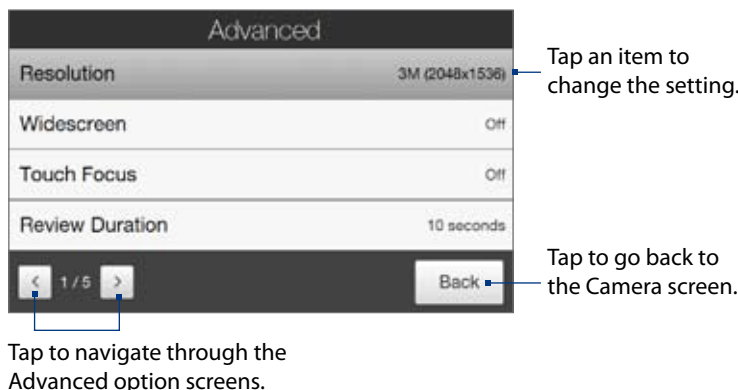 Advanced
Resolution 3M (2048x1536)
Tap an item to
change the setting.
Widescreen Off
Touch Focus Off
Review Duration 10 seconds
< 1/5 > Back
Tap to go back to
the Camera screen.
Tap to navigate through the
Advanced option screens.